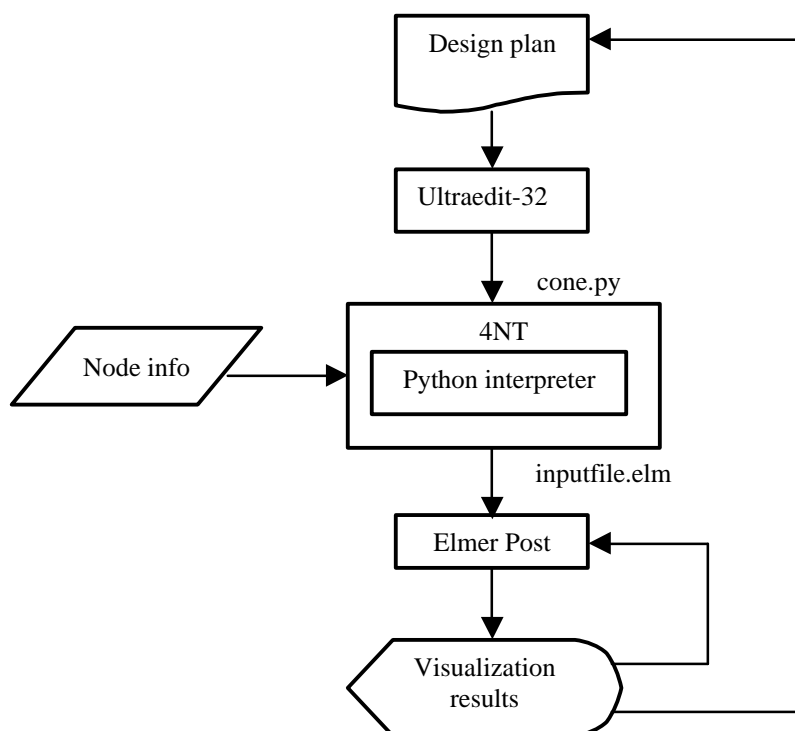 Design plan
Ultraedit-32
cone.py
4NT
Node info
Python interpreter
inputfile.elm
Elmer Post
Visualization
results